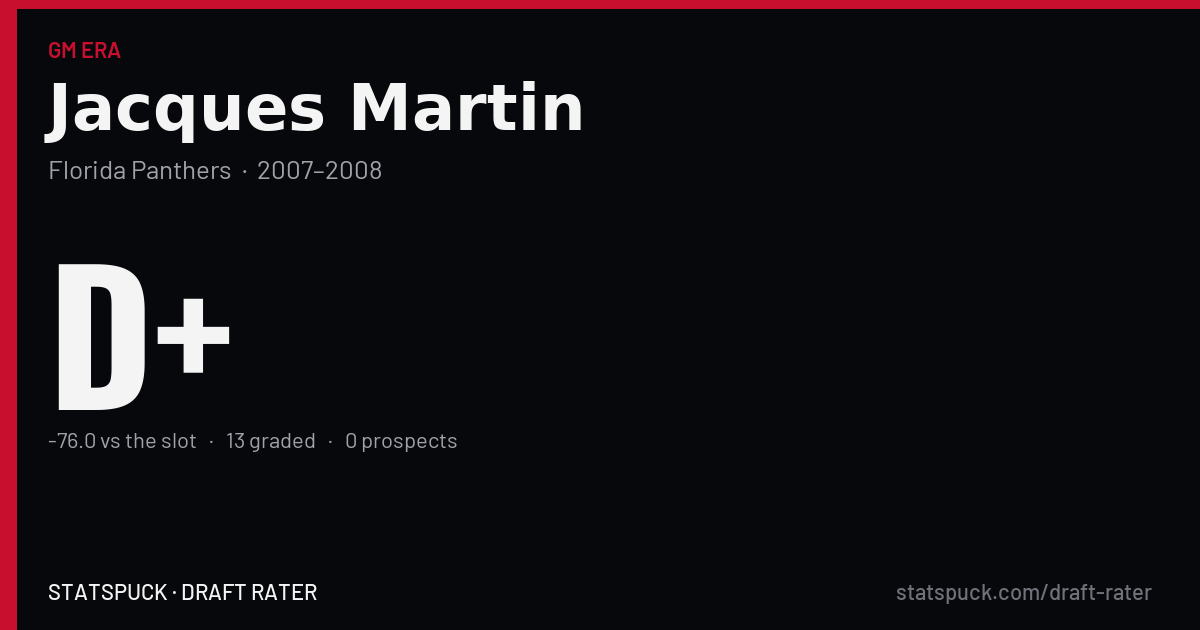 GM ERA
Jacques Martin
Florida Panthers · 2007–2008
D+
-76.0 vs the slot · 13 graded · 0 prospects
STATSPUCK · DRAFT RATER
statspuck.com/draft-rater